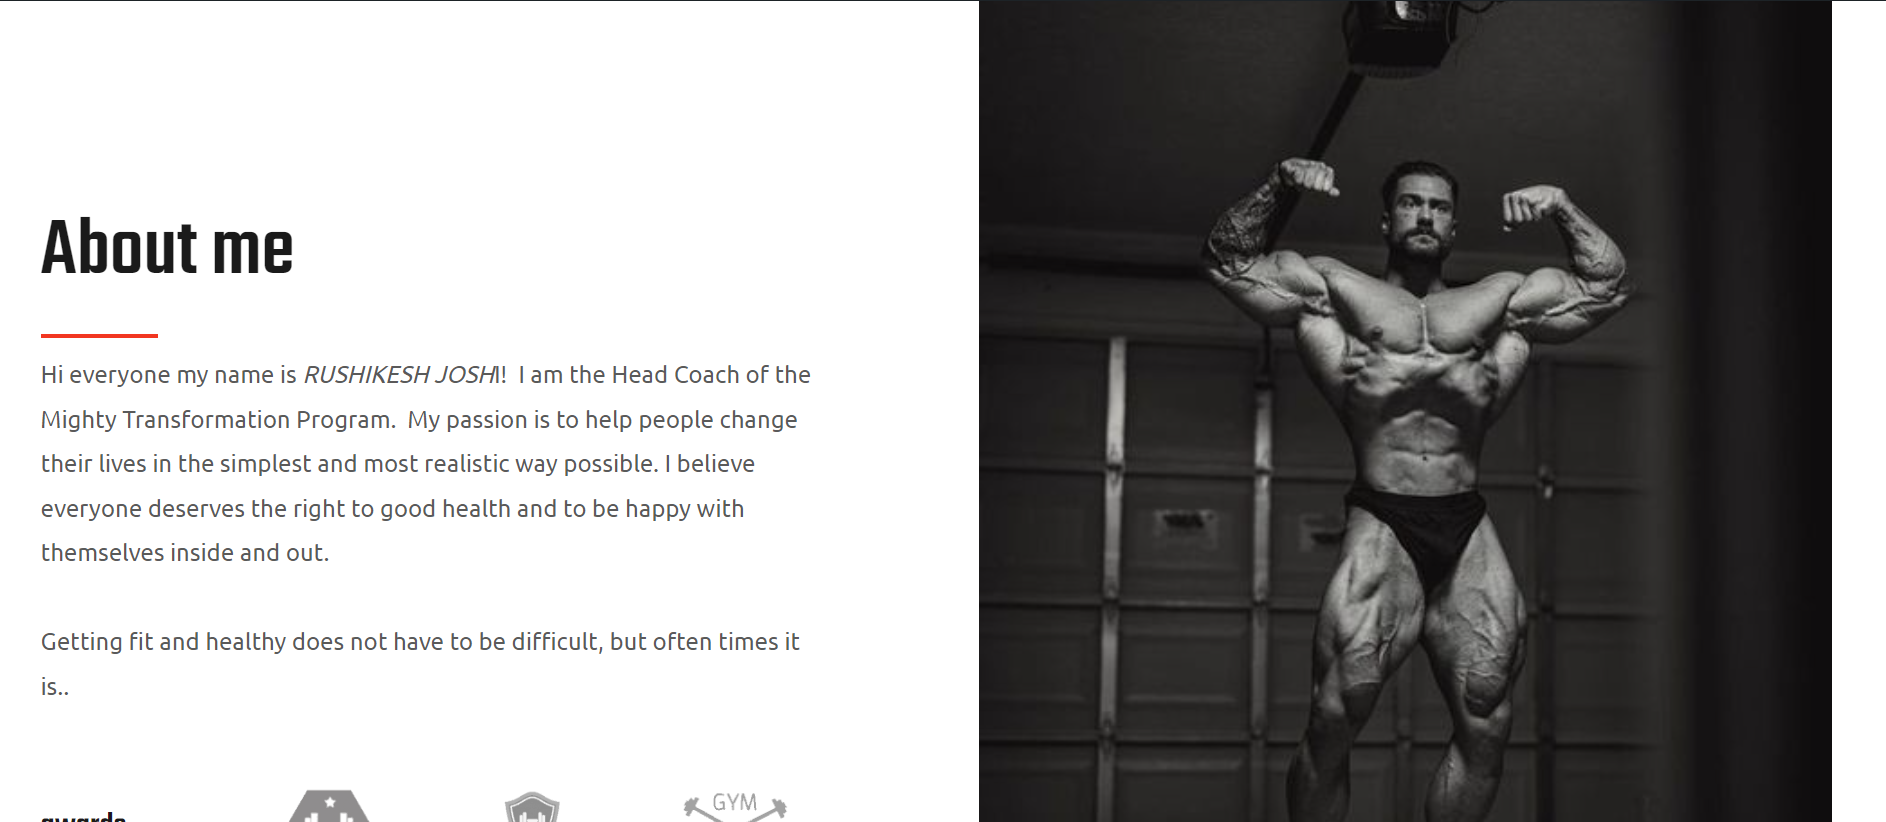 About me
Hi everyone my name is RUSHIKESH JOSHI!  I am the Head Coach of the
Mighty Transformation Program.  My passion is to help people change
their lives in the simplest and most realistic way possible. I believe
everyone deserves the right to good health and to be happy with
themselves inside and out.
Getting fit and healthy does not have to be difficult, but often times it
is..
GYM
awards